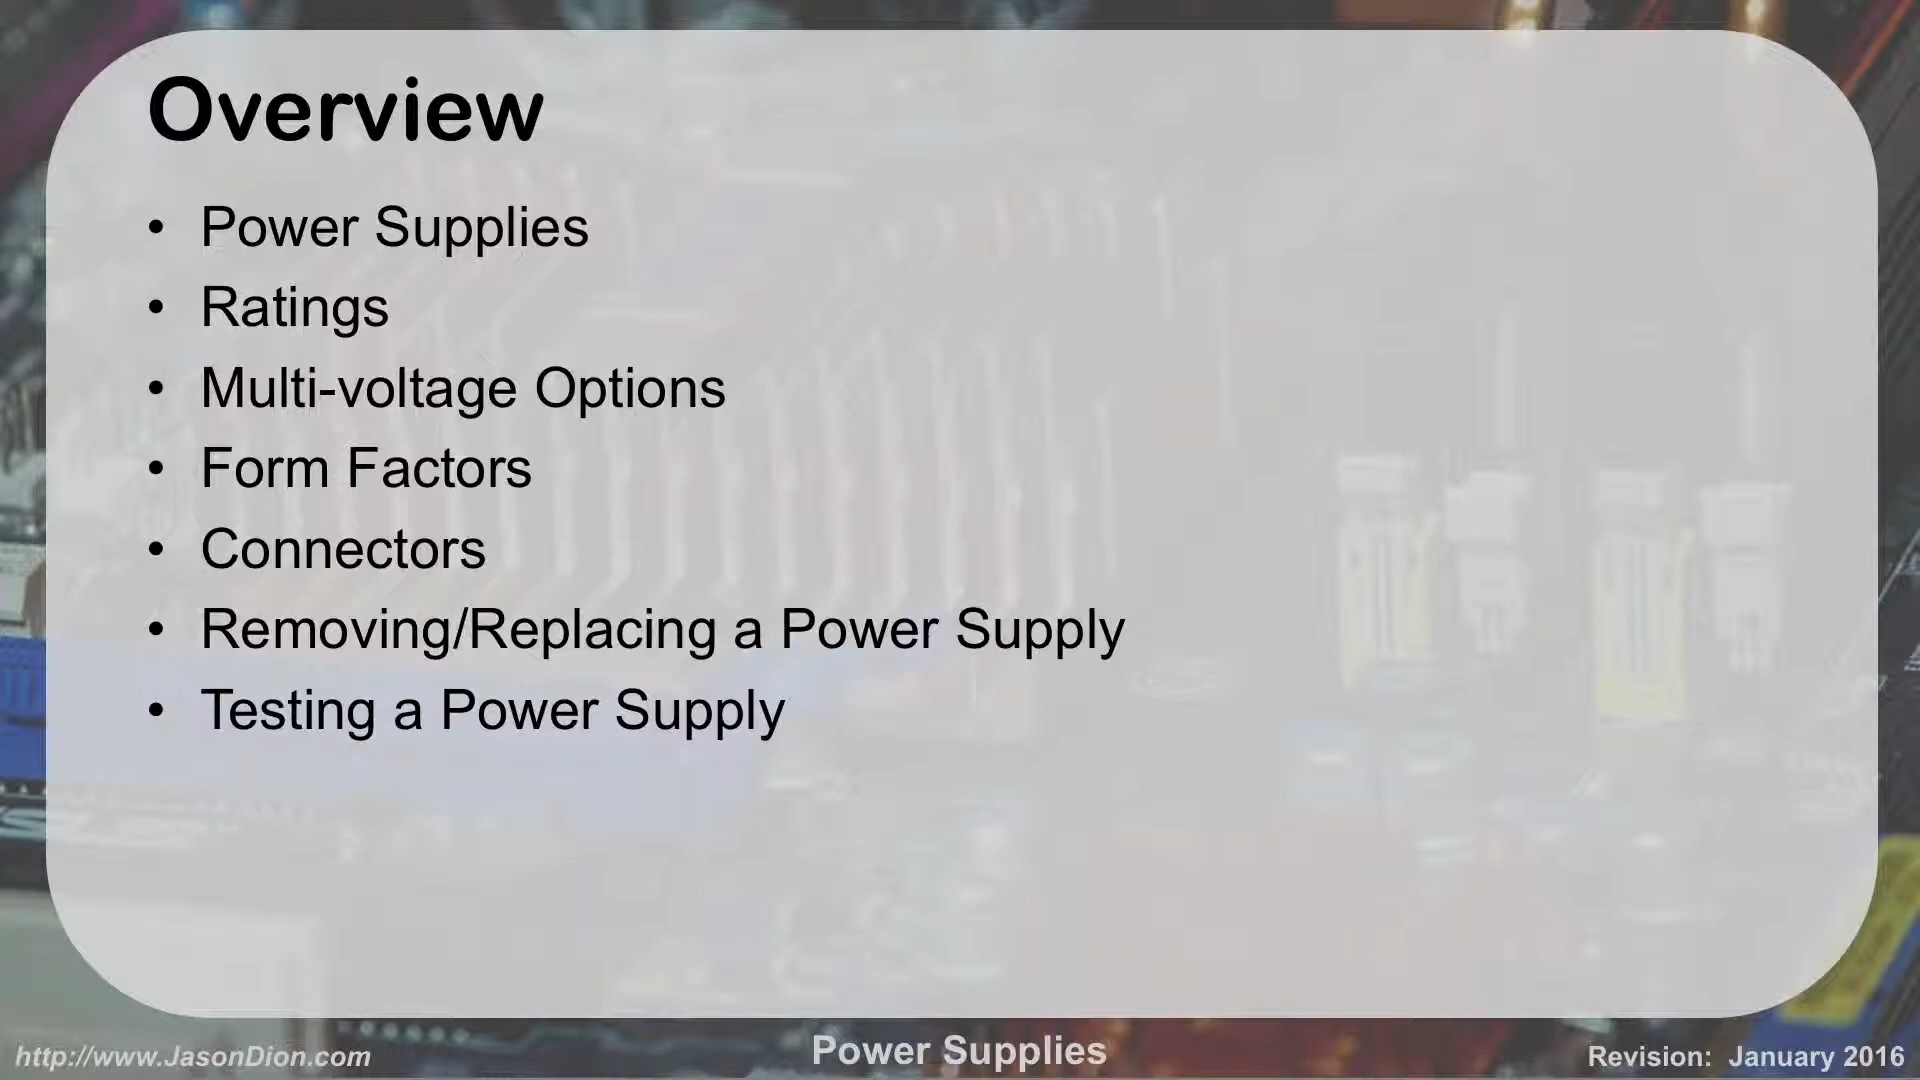 Overview
• Power Supplies
• Ratings
• Multi-voltage Options
• Form Factors
• Connectors
• Removing/Replacing a Power Supply
• Testing a Power Supply
http://www.JasonDion.com
Power Supplies
Revision: January 2016